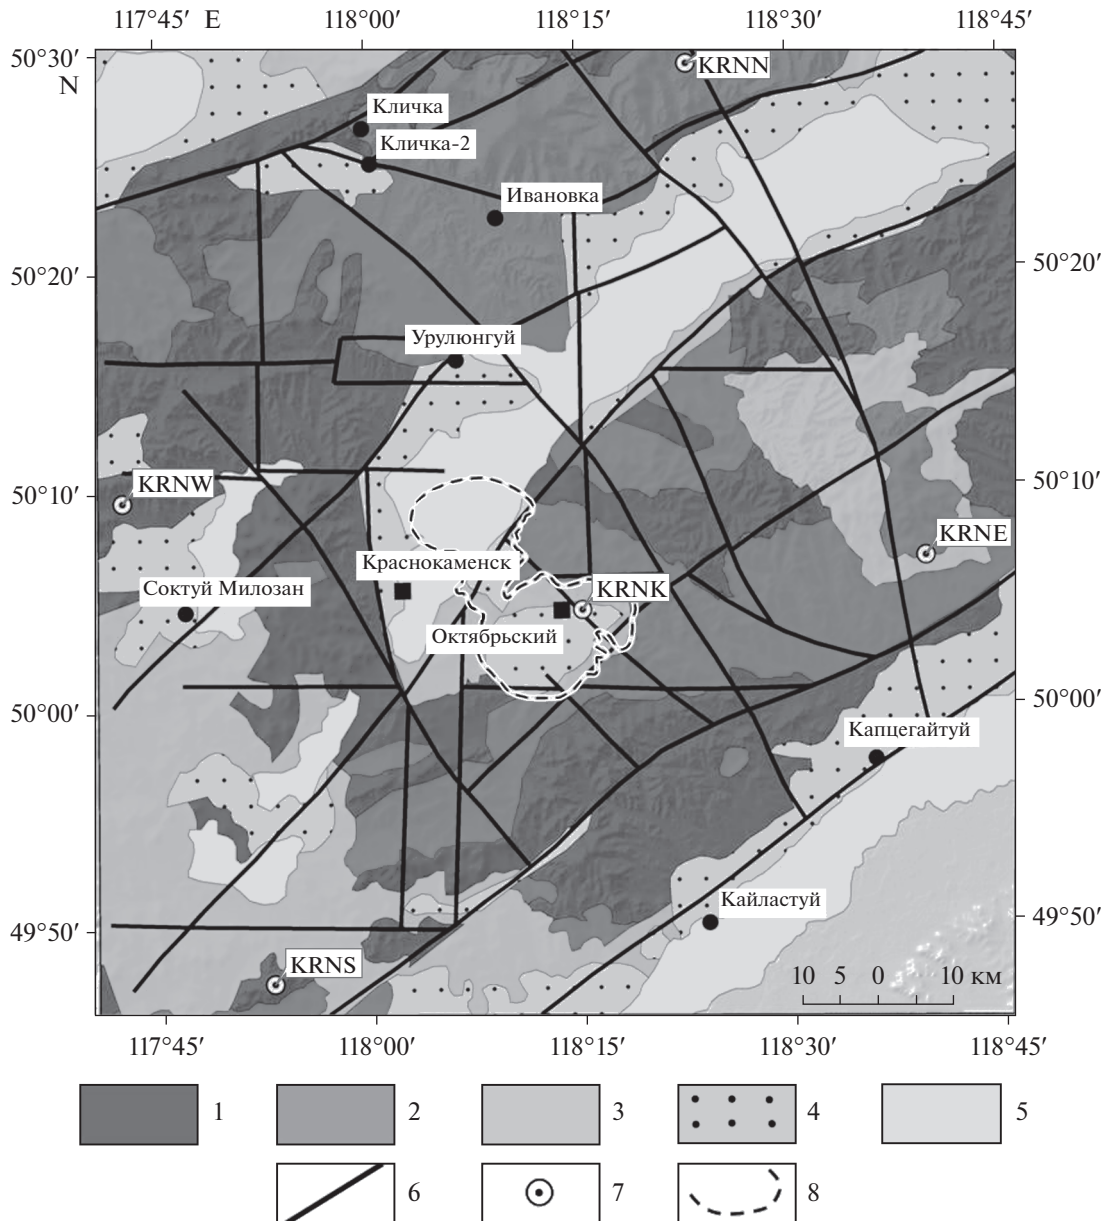 117°45′ E 118°00′ 118°15′ 118°30′ 118°45′
50°30′
N
KRNN
Кличка
Кличка-2
Ивановка
50°20′ 50°20′
Урулюнгуй
50°10′ 50°10′
KRNW
KRNE
Краснокаменск
Соктуй Милозан
KRNK
Октябрьский
50°00′ 50°00′
Капцегайтуй
Кайластуй
49°50′ 49°50′
KRNS
10 5 0 10 км
117°45′ 118°00′ 118°15′ 118°30′ 118°45′
1 2 3 4 5
6 7 8